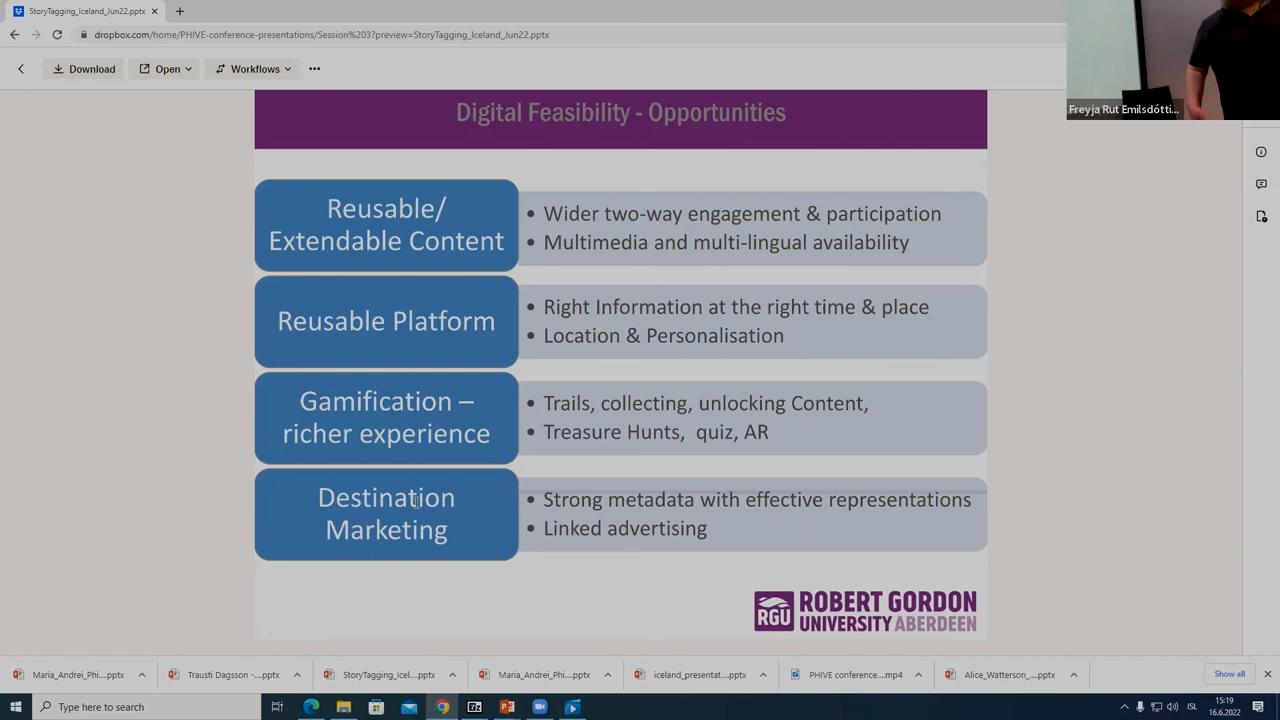 StoryTagging_Iceland_Jun22.pptx
dropbox.com/home/PHIVE-conference-presentations/Session%203?preview=StoryTagging_Iceland_Jun22.pptx
Download Open Workflows
Freyja Rut Emilsdótti...
Digital Feasibility - Opportunities
Reusable/
Extendable Content
• Wider two-way engagement & participation
• Multimedia and multi-lingual availability
Reusable Platform
• Right Information at the right time & place
• Location & Personalisation
Gamification –
richer experience
• Trails, collecting, unlocking Content,
• Treasure Hunts, quiz, AR
Destination
Marketing
• Strong metadata with effective representations
• Linked advertising
RGU
ROBERT GORDON
UNIVERSITY ABERDEEN
Maria_Andrei_Phi....pptx Trausti Dagsson -....pptx StoryTagging_Icel....pptx Maria_Andrei_Phi....pptx iceland_presentat....pptx PHIVE conference....mp4 Alice_Watterson_....pptx Show all
Type here to search
ÍSL
15:19
16.6.2022